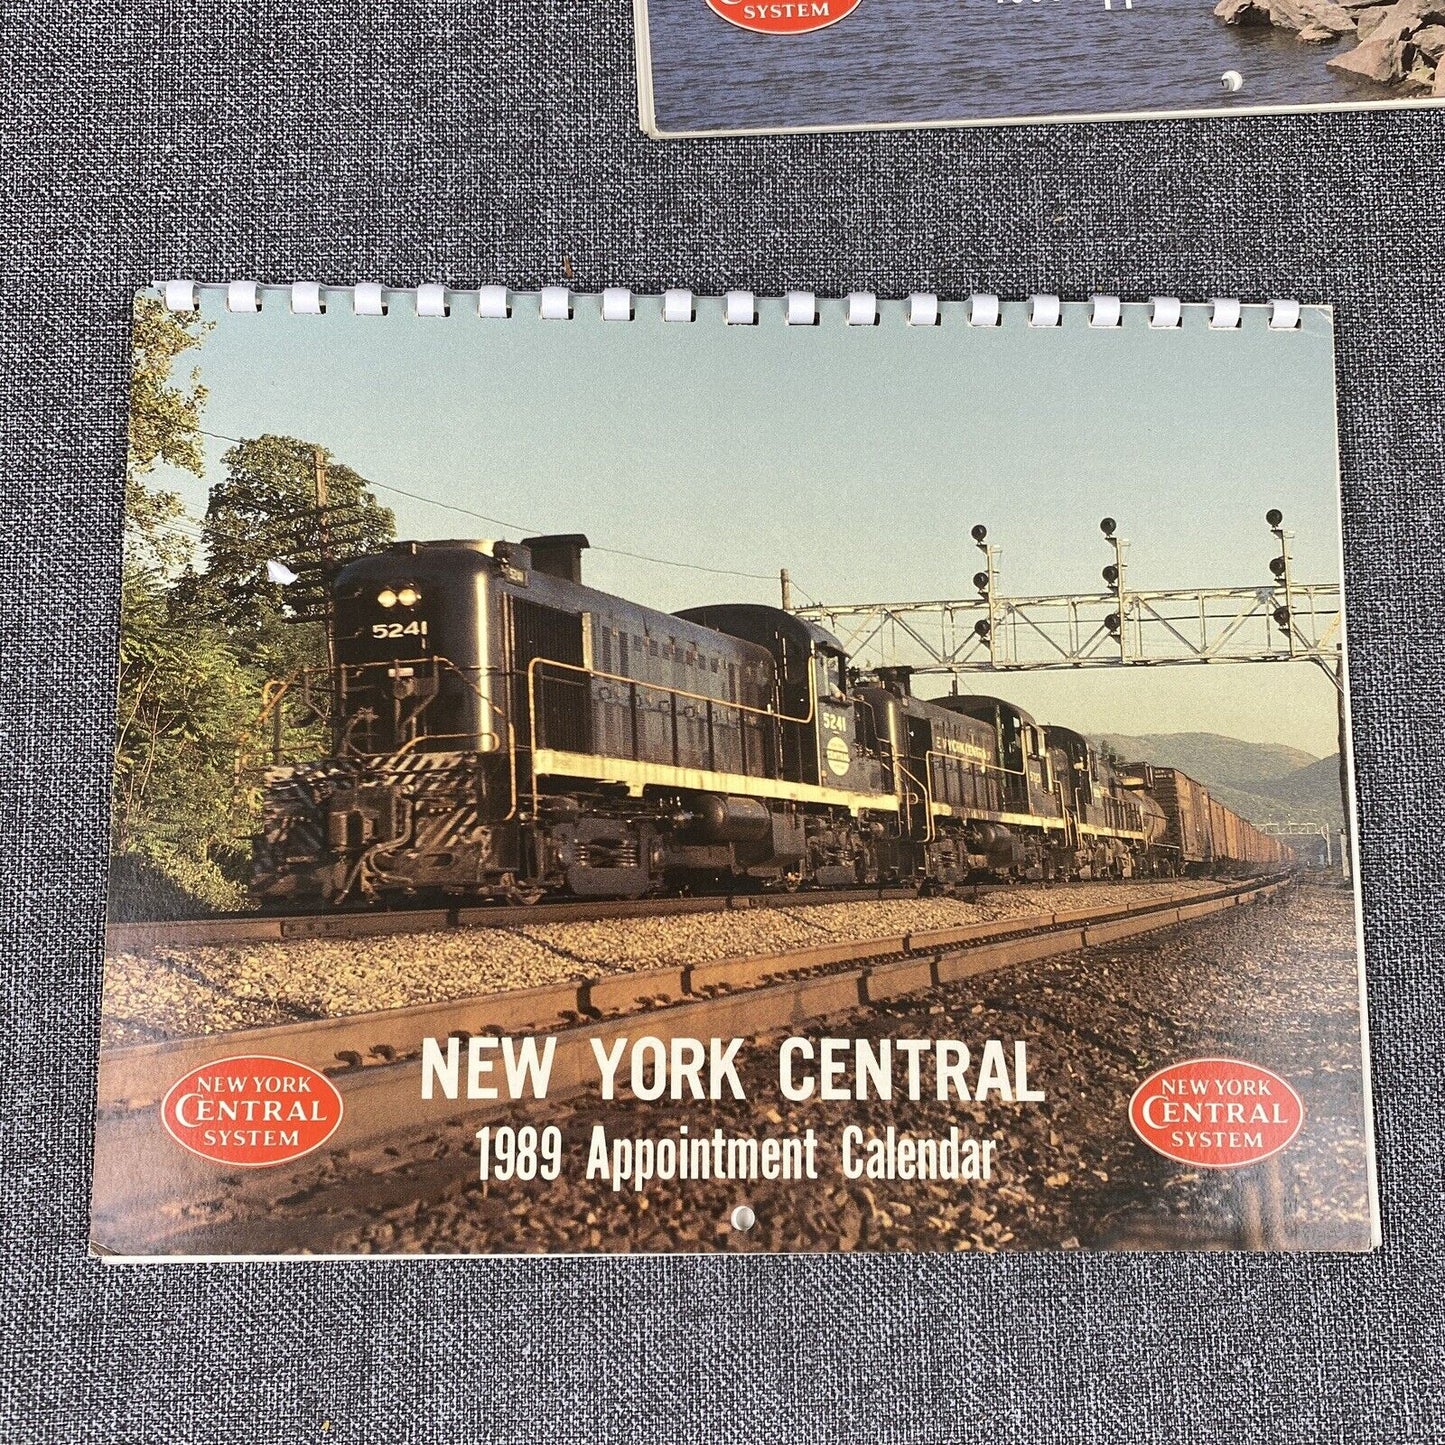 SYSTEM
5241
5241
NEW YORK CENTRAL
1989 Appointment Calendar
NEW YORK
CENTRAL
SYSTEM
NEW YORK
CENTRAL
SYSTEM